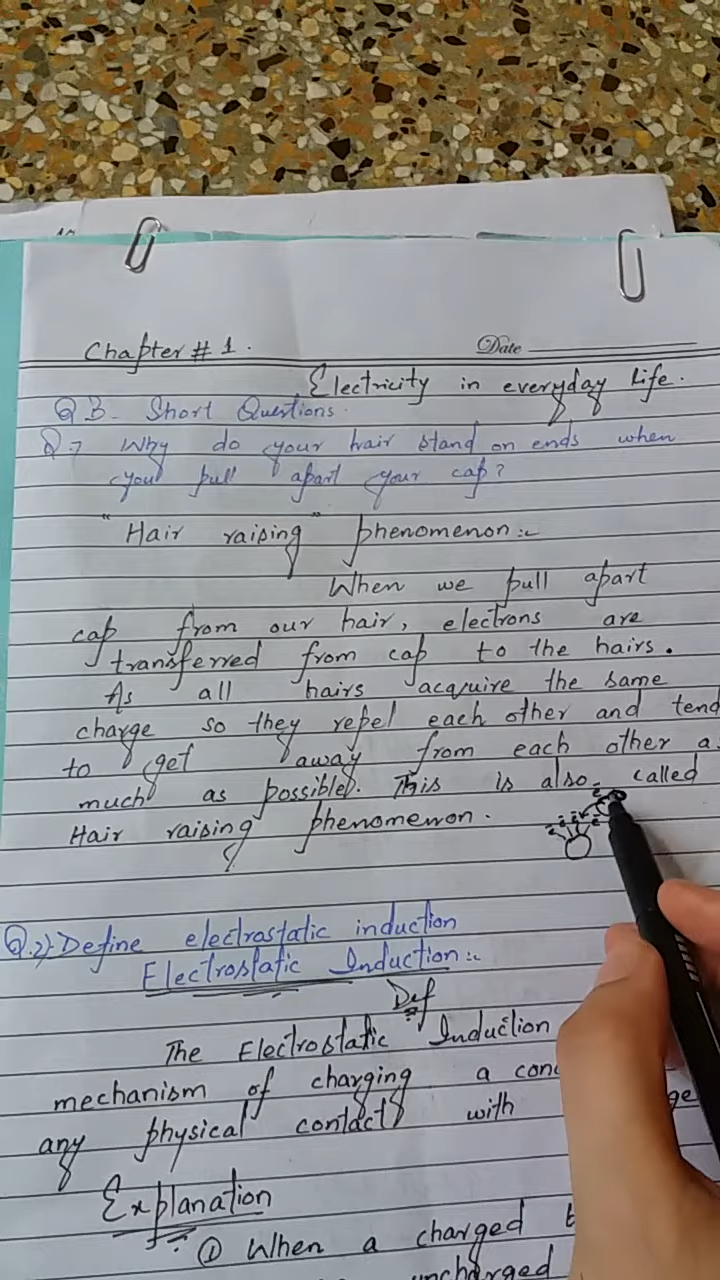 Chapter # 1.
Date
Electricity in everyday Life.
Q 3- Short Questions.
Q.7 Why do your hair stand on ends when
you pull apart your cap?
"Hair raising" phenomenon:-
When we pull apart
cap from our hair, electrons are
transferred from cap to the hairs.
As all hairs acquire the same
charge so they repel each other and tend
to get away from each other as
much as possible. This is also called
Hair raising phenomenon.
Q.2) Define electrostatic induction
Electrostatic Induction:-
Def
The Electrostatic Induction
mechanism of charging a
any physical contact with
Explanation
① When a charged
uncharged